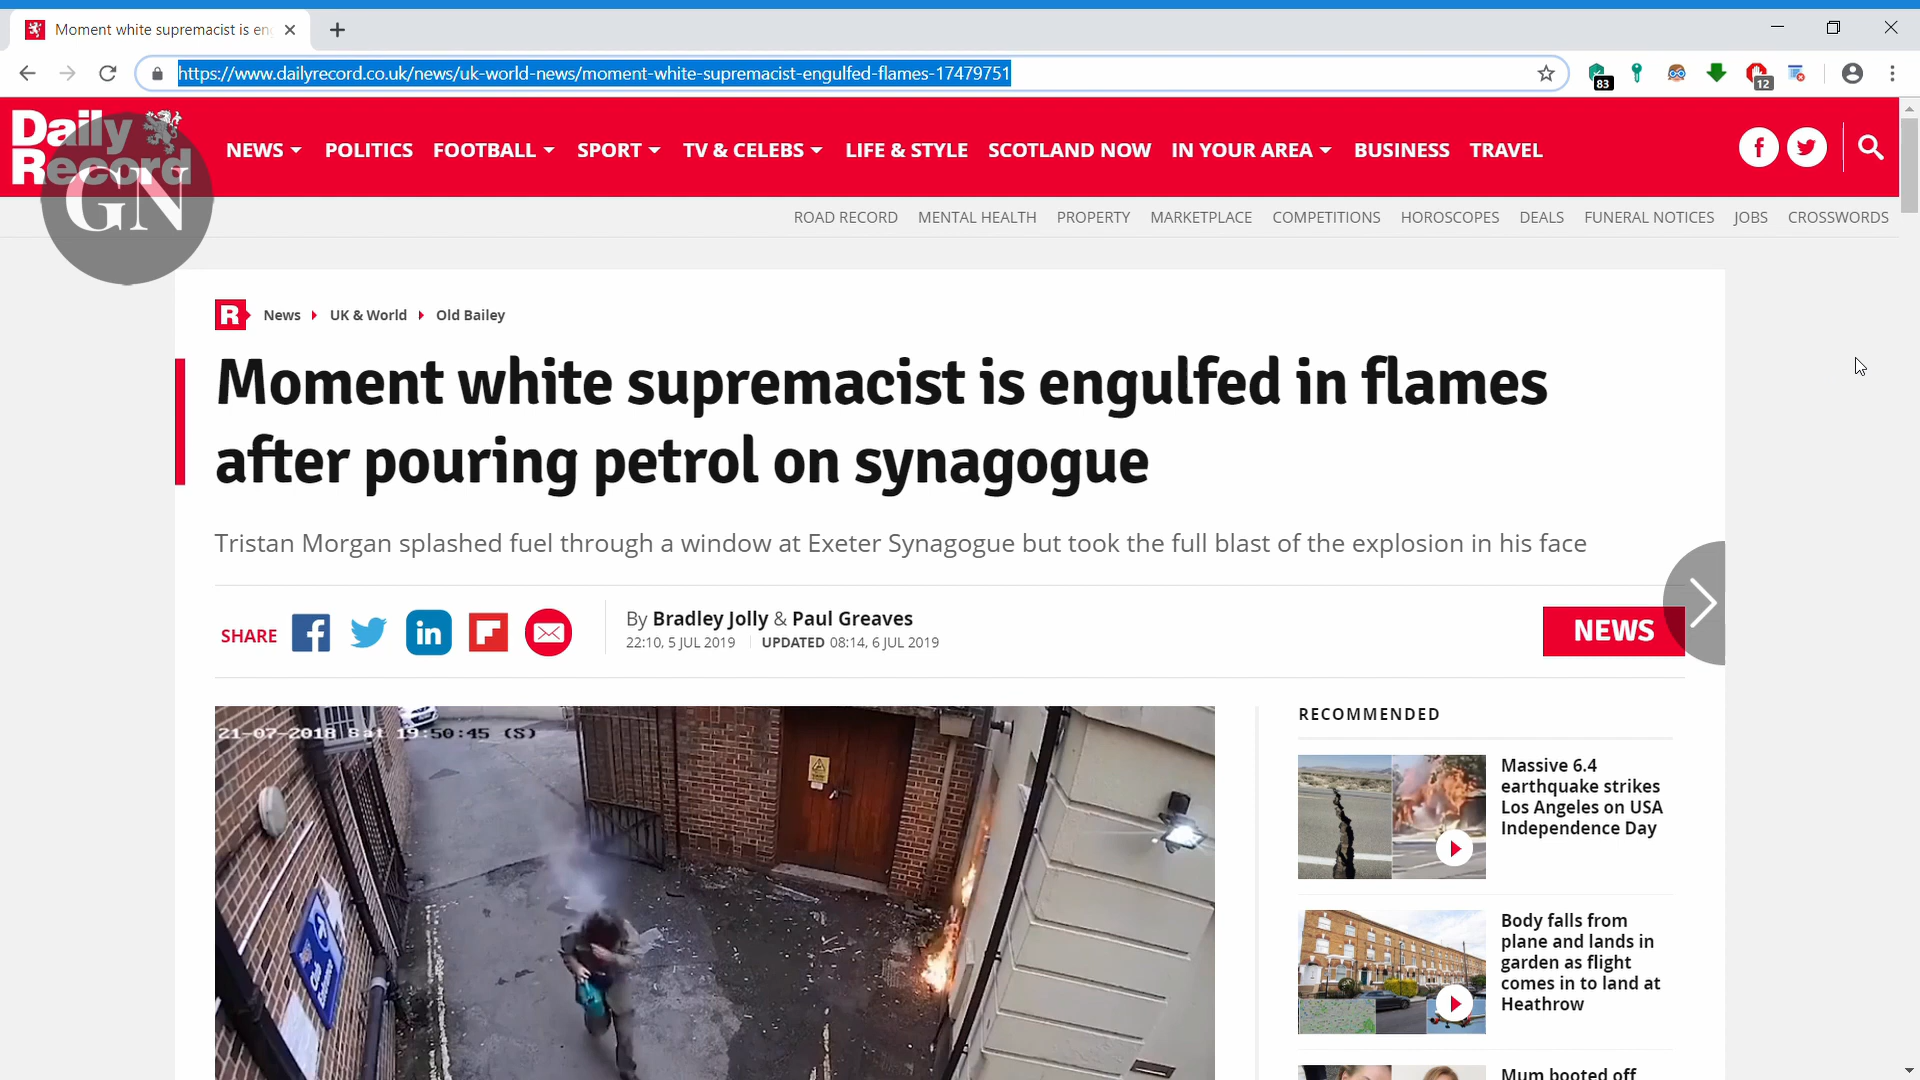 Moment white supremacist is en
https://www.dailyrecord.co.uk/news/uk-world-news/moment-white-supremacist-engulfed-flames-17479751
83
12
Daily
Record
GN
NEWS
POLITICS
FOOTBALL
SPORT
TV & CELEBS
LIFE & STYLE
SCOTLAND NOW
IN YOUR AREA
BUSINESS
TRAVEL
ROAD RECORD
MENTAL HEALTH
PROPERTY
MARKETPLACE
COMPETITIONS
HOROSCOPES
DEALS
FUNERAL NOTICES
JOBS
CROSSWORDS
R
News
UK & World
Old Bailey
Moment white supremacist is engulfed in flames
after pouring petrol on synagogue
Tristan Morgan splashed fuel through a window at Exeter Synagogue but took the full blast of the explosion in his face
SHARE
By Bradley Jolly & Paul Greaves
22:10, 5 JUL 2019
UPDATED 08:14, 6 JUL 2019
NEWS
21-07-2018 Sat 19:50:45 (S)
RECOMMENDED
Massive 6.4
earthquake strikes
Los Angeles on USA
Independence Day
Body falls from
plane and lands in
garden as flight
comes in to land at
Heathrow
Mum booted off